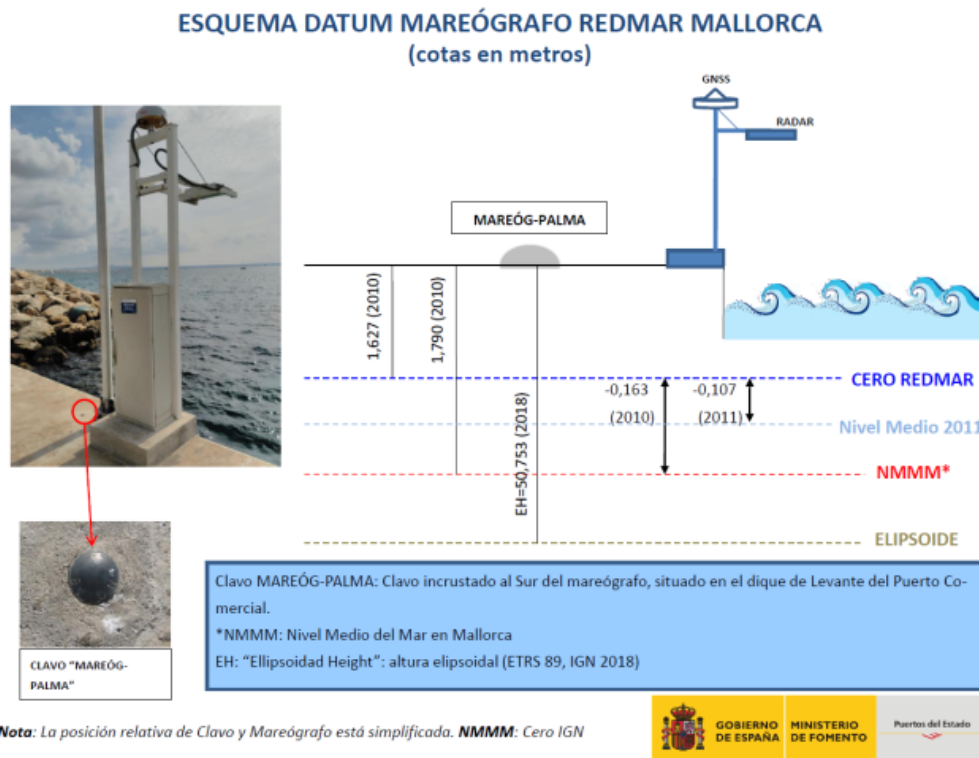 ESQUEMA DATUM MAREÓGRAFO REDMAR MALLORCA
(cotas en metros)
GNSS
RADAR
MAREÓG-PALMA
1,627 (2010)
1,790 (2010)
EH=50,753 (2018)
CERO REDMAR
-0,163
(2010)
-0,107
(2011)
Nivel Medio 2011
NMMM*
ELIPSOIDE
Clavo MAREÓG-PALMA: Clavo incrustado al Sur del mareógrafo, situado en el dique de Levante del Puerto Co-
mercial.
*NMMM: Nivel Medio del Mar en Mallorca
EH: “Ellipsoidad Height”: altura elipsoidal (ETRS 89, IGN 2018)
CLAVO “MAREÓG-
PALMA”
Nota: La posición relativa de Clavo y Mareógrafo está simplificada. NMMM: Cero IGN
GOBIERNO
DE ESPAÑA
MINISTERIO
DE FOMENTO
Puertos del Estado